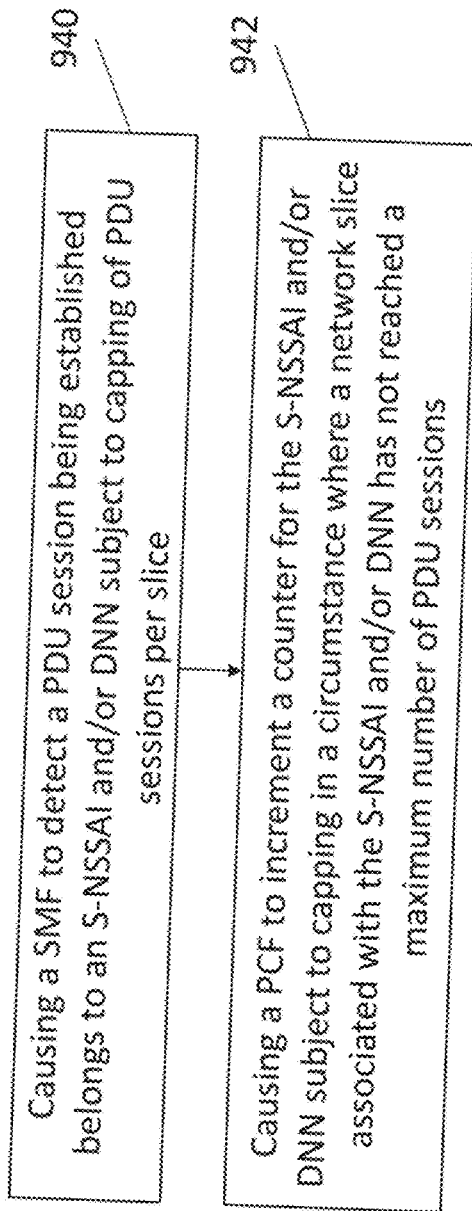 Causing a SMF to detect a PDU session being established
belongs to an S-NSSAI and/or DNN subject to capping of PDU
sessions per slice
940
Causing a PCF to increment a counter for the S-NSSAI and/or
DNN subject to capping in a circumstance where a network slice
associated with the S-NSSAI and/or DNN has not reached a
maximum number of PDU sessions
942